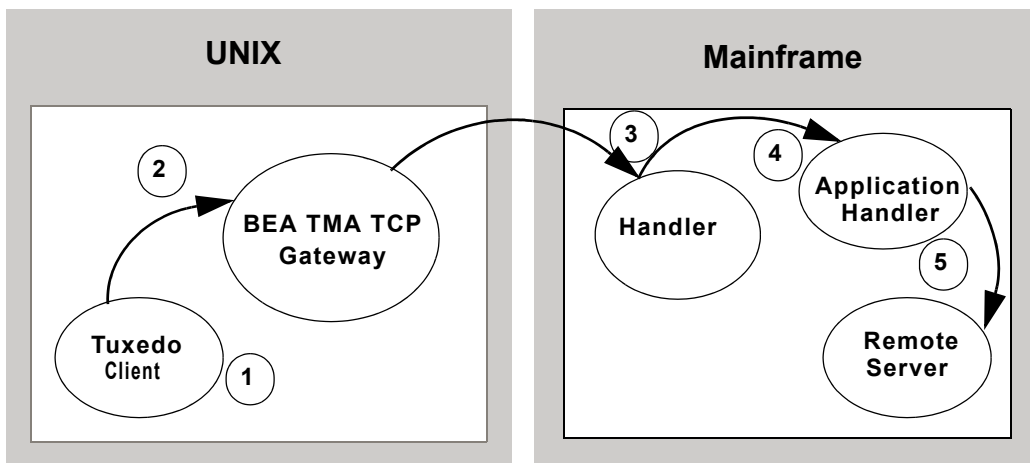 UNIX
2
BEA TMA TCP
Gateway
Tuxedo
Client
1
Mainframe
3
Handler
4
Application
Handler
5
Remote
Server